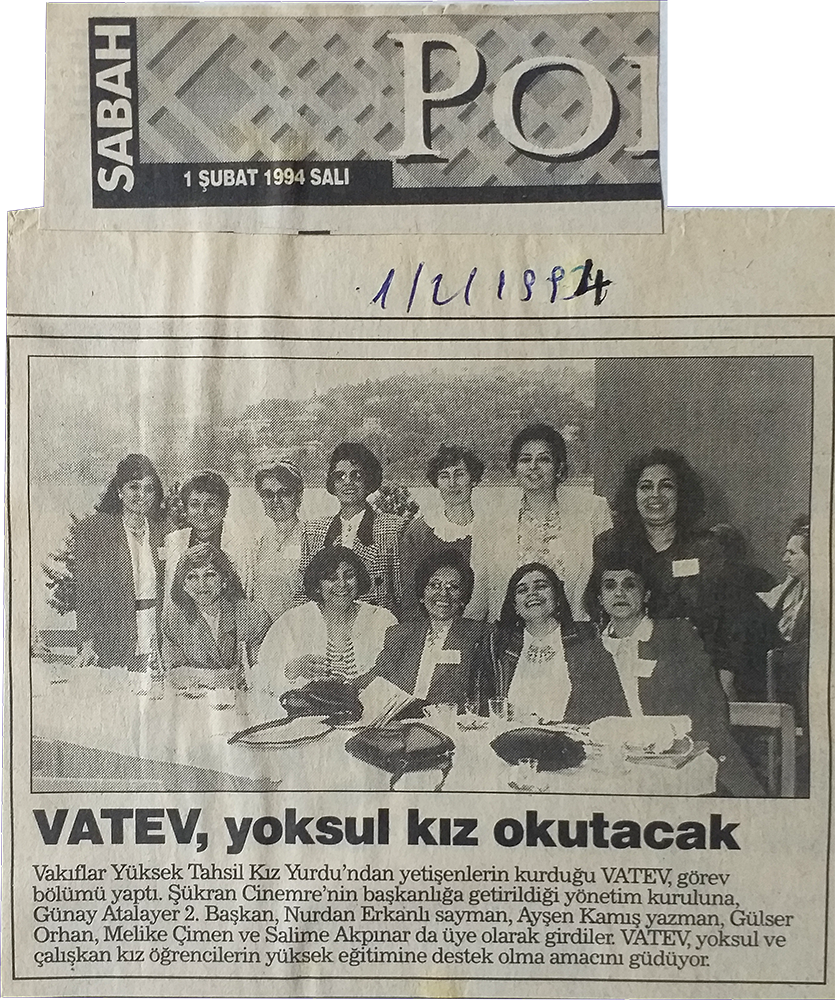 SABAH
PO
1 ŞUBAT 1994 SALI
1/2/1994
VATEV, yoksul kız okutacak
Vakıflar Yüksek Tahsil Kız Yurdu'ndan yetişenlerin kurduğu VATEV, görev
bölümü yaptı. Şükran Cinemre'nin başkanlığa getirildiği yönetim kuruluna,
Günay Atalayer 2. Başkan, Nurdan Erkanlı sayman, Ayşen Kamış yazman, Gülser
Orhan, Melike Çimen ve Salime Akpınar da üye olarak girdiler. VATEV, yoksul ve
çalışkan kız öğrencilerin yüksek eğitimine destek olma amacını güdüyor.